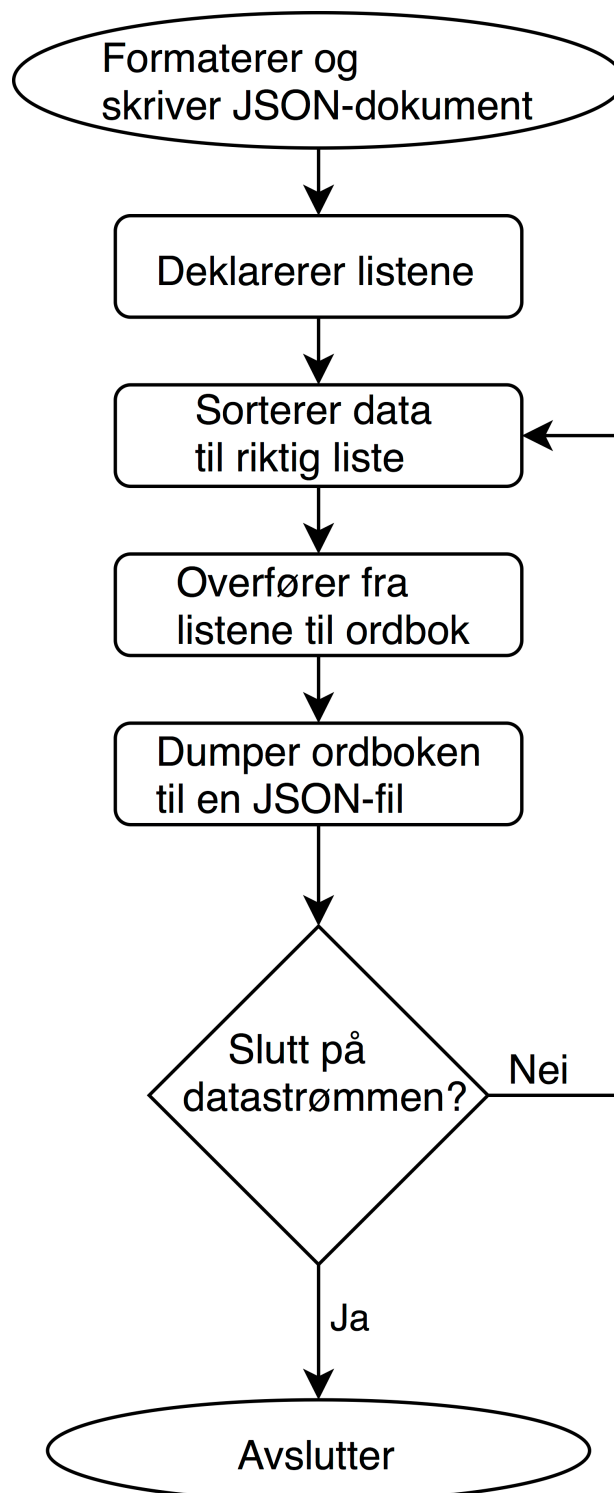 Formaterer og
skriver JSON-dokument
Deklarerer listene
Sorterer data
til riktig liste
Overfører fra
listene til ordbok
Dumper ordboken
til en JSON-fil
Slutt på
datastrømmen?
Nei
Ja
Avslutter